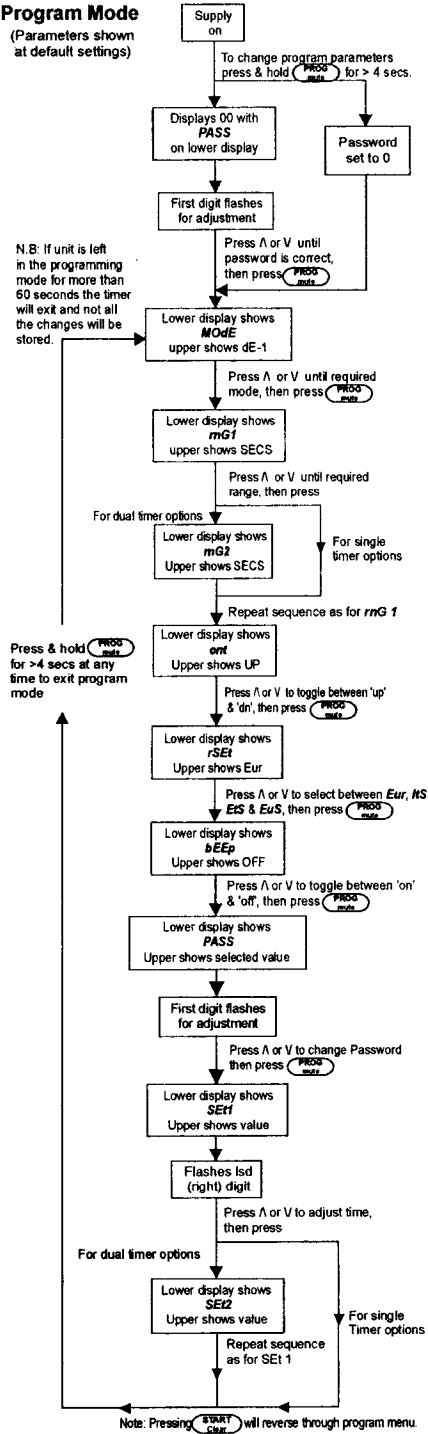 Program Mode
(Parameters shown
at default settings)
Supply
on
To change program parameters
press & hold PROG mute for > 4 secs.
Displays 00 with
PASS
on lower display
Password
set to 0
First digit flashes
for adjustment
Press Λ or V until
password is correct,
then press PROG mute
N.B: If unit is left
in the programming
mode for more than
60 seconds the timer
will exit and not all
the changes will be
stored.
Lower display shows
MOdE
upper shows dE-1
Press Λ or V until required
mode, then press PROG mute
Lower display shows
rnG1
upper shows SECS
Press Λ or V until required
range, then press
For dual timer options
For single
timer options
Lower display shows
rnG2
Upper shows SECS
Repeat sequence as for rnG 1
Lower display shows
cnt
Upper shows UP
Press & hold PROG mute
for >4 secs at any
time to exit program
mode
Press Λ or V to toggle between 'up'
& 'dn', then press PROG mute
Lower display shows
rSEt
Upper shows Eur
Press Λ or V to select between Eur, ItS
EtS & EuS, then press PROG mute
Lower display shows
bEEp
Upper shows OFF
Press Λ or V to toggle between 'on'
& 'off', then press PROG mute
Lower display shows
PASS
Upper shows selected value
First digit flashes
for adjustment
Press Λ or V to change Password
then press PROG mute
Lower display shows
SEt1
Upper shows value
Flashes lsd
(right) digit
Press Λ or V to adjust time,
then press
For dual timer options
Lower display shows
SEt2
Upper shows value
For single
Timer options
Repeat sequence
as for SEt 1
Note: Pressing START Clear will reverse through program menu.